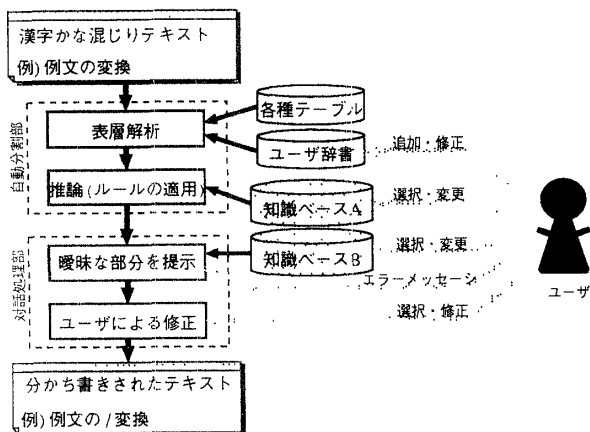 漢字かな混じりテキスト
例) 例文の変換
自動分割部
表層解析
各種テーブル
ユーザ辞書
追加・修正
推論 (ルールの適用)
知識ベースA
選択・変更
対話処理部
曖昧な部分を提示
知識ベースB
選択・変更
エラーメッセージ
ユーザ
ユーザによる修正
選択・修正
分かち書きされたテキスト
例) 例文の / 変換